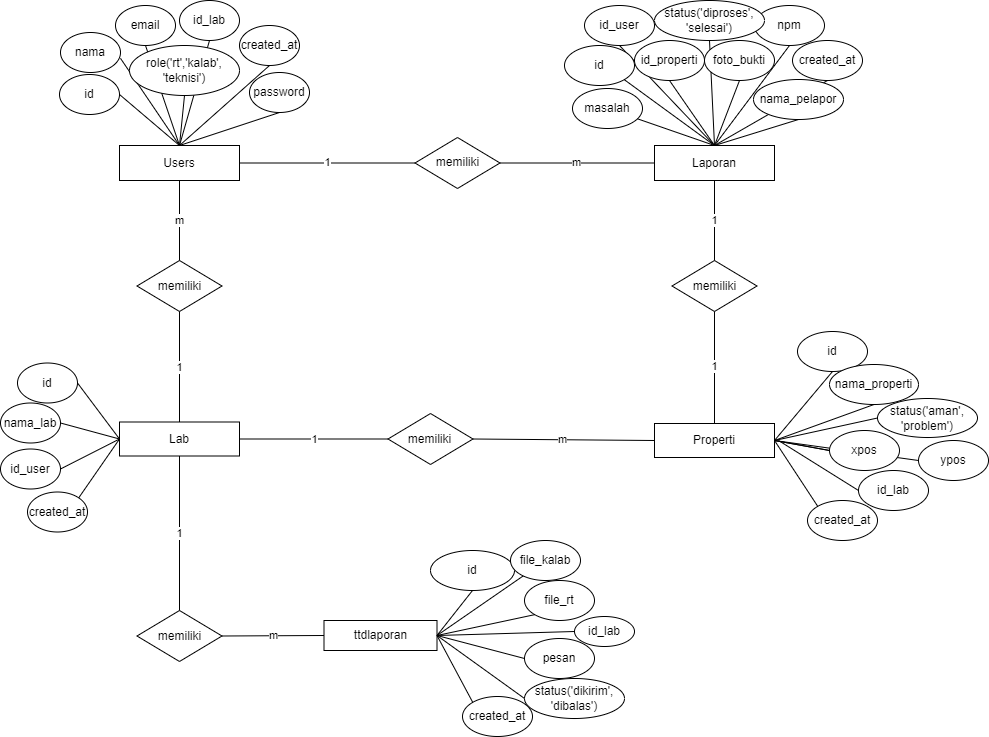 email
id_lab
nama
created_at
role('rt','kalab',
'teknisi')
id
password
Users
id_user
status('diproses',
'selesai')
npm
id
id_properti
foto_bukti
created_at
masalah
nama_pelapor
Laporan
1
memiliki
m
m
memiliki
1
1
memiliki
1
id
nama_lab
id_user
created_at
Lab
1
memiliki
m
Properti
id
nama_properti
status('aman',
'problem')
xpos
ypos
id_lab
created_at
1
memiliki
m
ttdlaporan
id
file_kalab
file_rt
id_lab
pesan
status('dikirim',
'dibalas')
created_at